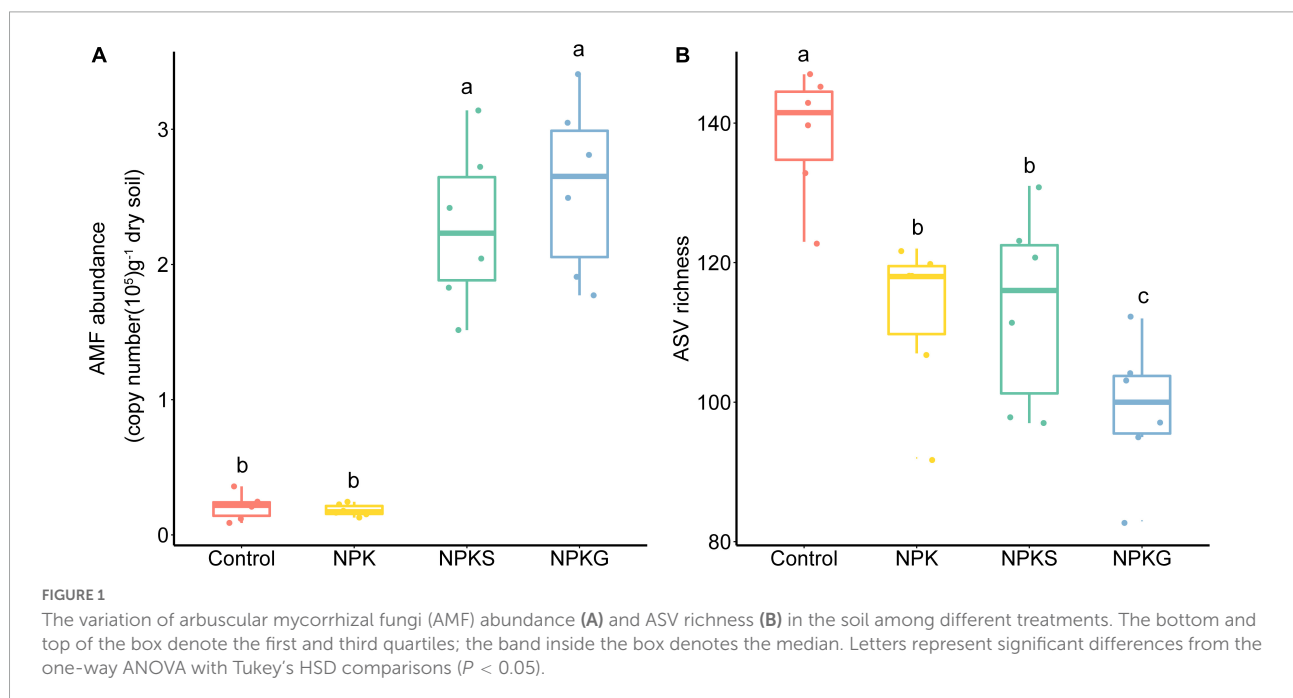 A
AMF abundance
(copy number(10⁵)g⁻¹ dry soil)
3
2
1
0
b
b
a
a
Control NPK NPKS NPKG
B
ASV richness
140
120
100
80
a
b
b
c
Control NPK NPKS NPKG
FIGURE 1
The variation of arbuscular mycorrhizal fungi (AMF) abundance (A) and ASV richness (B) in the soil among different treatments. The bottom and
top of the box denote the first and third quartiles; the band inside the box denotes the median. Letters represent significant differences from the
one-way ANOVA with Tukey’s HSD comparisons (P < 0.05).